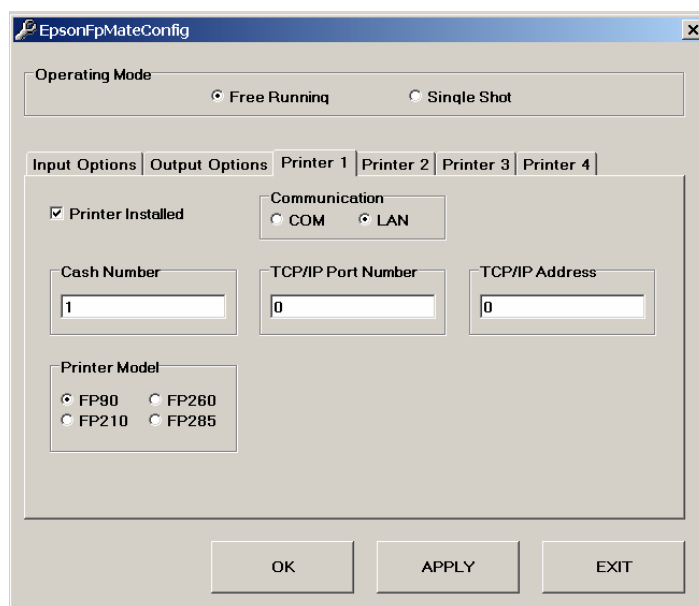 EpsonFpMateConfig
Operating Mode
Free Running Single Shot
Input Options Output Options Printer 1 Printer 2 Printer 3 Printer 4
Printer Installed
Communication
COM LAN
Cash Number TCP/IP Port Number TCP/IP Address
1 0 0
Printer Model
FP90 FP260
FP210 FP285
OK APPLY EXIT